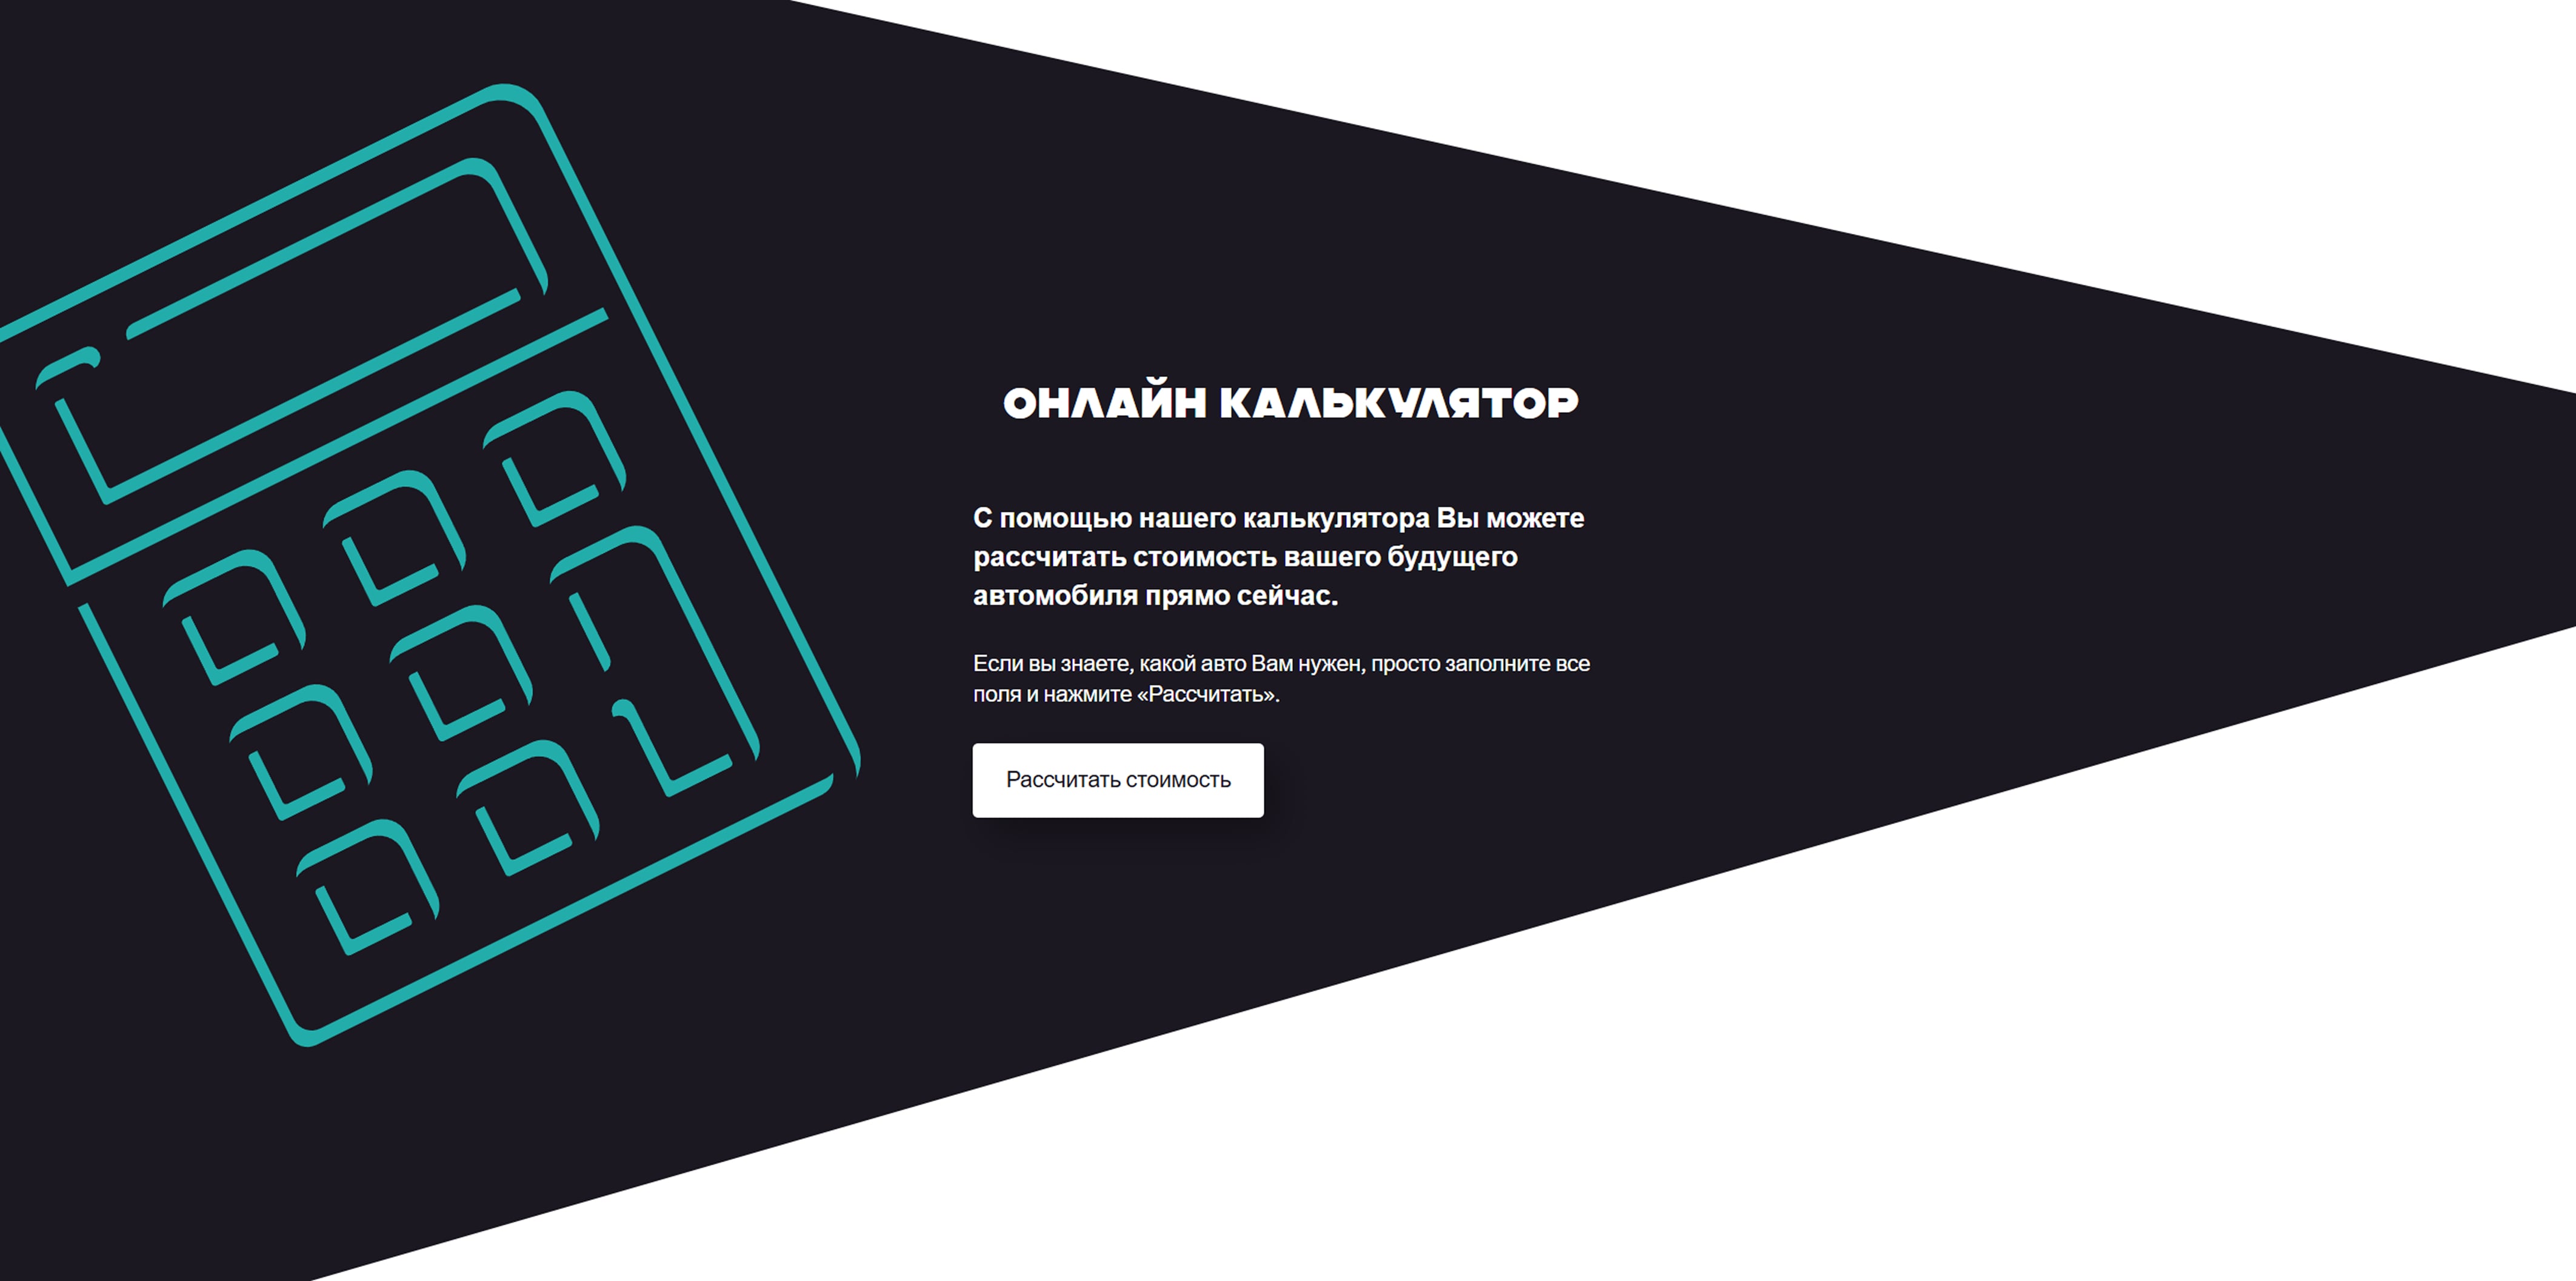 ОНЛАЙН КАЛЬКУЛЯТОР
С помощью нашего калькулятора Вы можете
рассчитать стоимость вашего будущего
автомобиля прямо сейчас.
Если вы знаете, какой авто Вам нужен, просто заполните все
поля и нажмите «Рассчитать».
Рассчитать стоимость